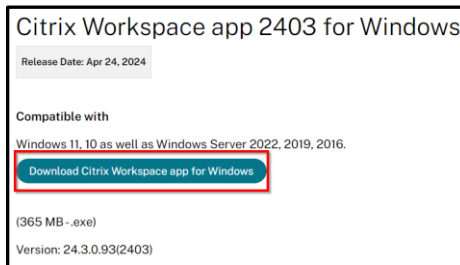 Citrix Workspace app 2403 for Windows
Release Date: Apr 24, 2024
Compatible with
Windows 11, 10 as well as Windows Server 2022, 2019, 2016.
Download Citrix Workspace app for Windows
(365 MB - .exe)
Version: 24.3.0.93(2403)